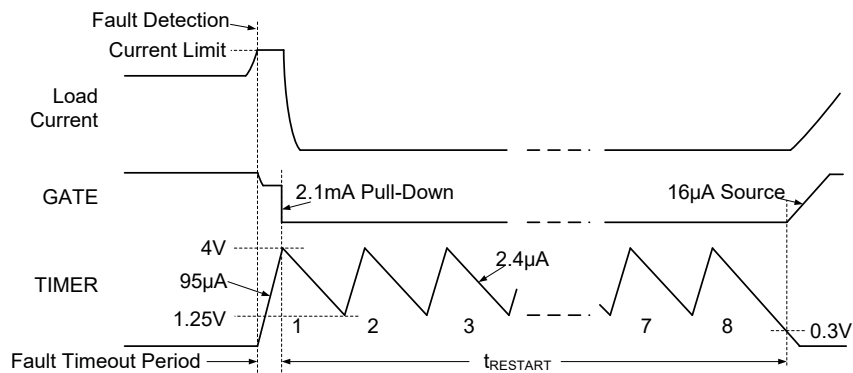 Fault Detection
Current Limit
Load
Current
GATE
2.1mA Pull-Down
16µA Source
4V
TIMER
95µA
2.4µA
1.25V
1
2
3
7
8
0.3V
Fault Timeout Period
tRESTART